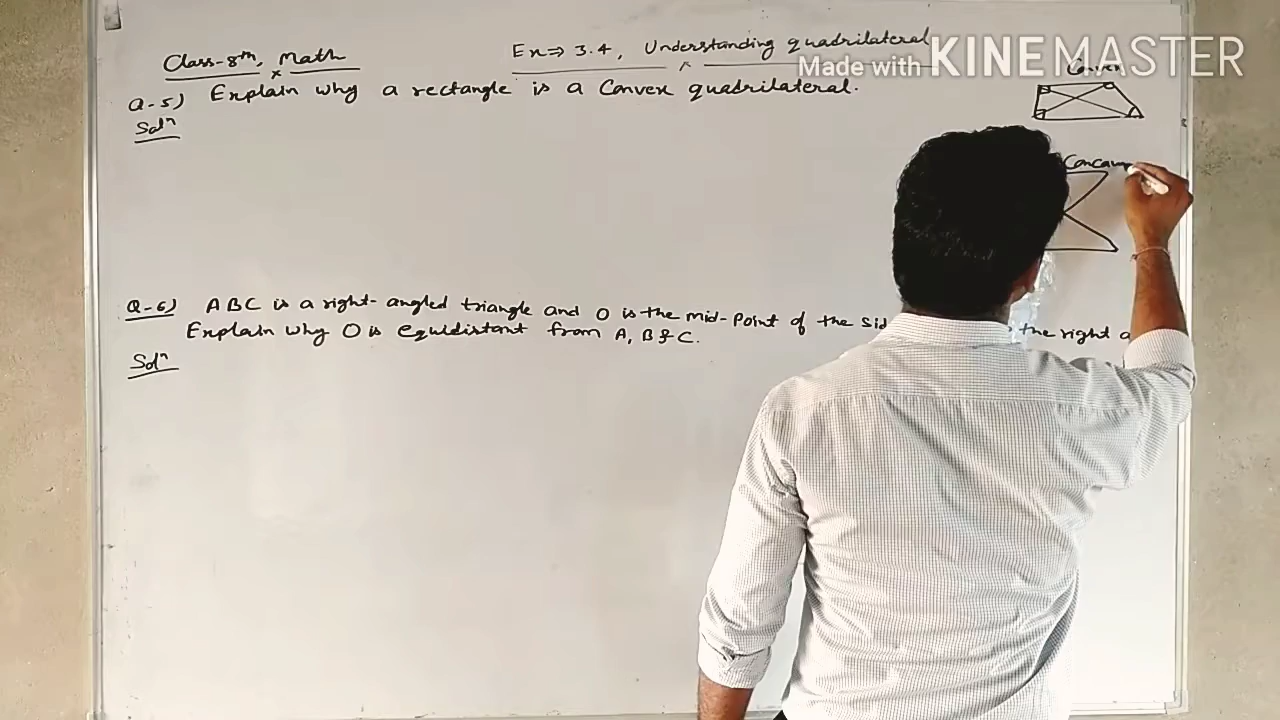 Class-8th, Math
Ex⇒ 3.4, Understanding quadrilateral
Made with KINEMASTER
Convex
Q-5) Explain why a rectangle is a Convex quadrilateral.
Solⁿ
Q-6) ABC is a right-angled triangle and O is the mid-point of the the right
Explain why O is equidistant from A, B & C.
Solⁿ